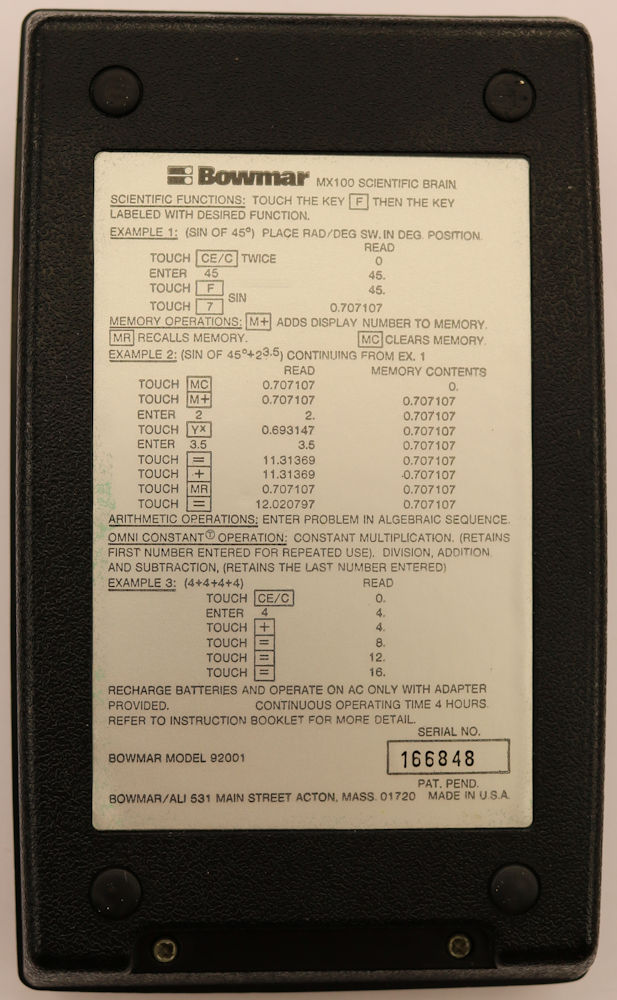 Bowmar MX100 SCIENTIFIC BRAIN
SCIENTIFIC FUNCTIONS: TOUCH THE KEY F THEN THE KEY
LABELED WITH DESIRED FUNCTION.
EXAMPLE 1: (SIN OF 45°) PLACE RAD/DEG SW. IN DEG. POSITION.
READ
TOUCH CE/C TWICE 0
ENTER 45 45.
TOUCH F 45.
TOUCH 7 SIN 0.707107
MEMORY OPERATIONS: M+ ADDS DISPLAY NUMBER TO MEMORY.
MR RECALLS MEMORY. MC CLEARS MEMORY.
EXAMPLE 2: (SIN OF 45°+2³·⁵) CONTINUING FROM EX. 1
READ MEMORY CONTENTS
TOUCH MC 0.707107 0.
TOUCH M+ 0.707107 0.707107
ENTER 2 2. 0.707107
TOUCH Yˣ 0.693147 0.707107
ENTER 3.5 3.5 0.707107
TOUCH = 11.31369 0.707107
TOUCH + 11.31369 0.707107
TOUCH MR 0.707107 0.707107
TOUCH = 12.020797 0.707107
ARITHMETIC OPERATIONS: ENTER PROBLEM IN ALGEBRAIC SEQUENCE.
OMNI CONSTANT Ⓣ OPERATION: CONSTANT MULTIPLICATION. (RETAINS
FIRST NUMBER ENTERED FOR REPEATED USE). DIVISION, ADDITION
AND SUBTRACTION, (RETAINS THE LAST NUMBER ENTERED)
EXAMPLE 3: (4+4+4+4) READ
TOUCH CE/C 0.
ENTER 4 4.
TOUCH + 4.
TOUCH = 8.
TOUCH = 12.
TOUCH = 16.
RECHARGE BATTERIES AND OPERATE ON AC ONLY WITH ADAPTER
PROVIDED. CONTINUOUS OPERATING TIME 4 HOURS.
REFER TO INSTRUCTION BOOKLET FOR MORE DETAIL.
SERIAL NO.
BOWMAR MODEL 92001 166848
PAT. PEND.
BOWMAR/ALI 531 MAIN STREET ACTON, MASS. 01720 MADE IN U.S.A.